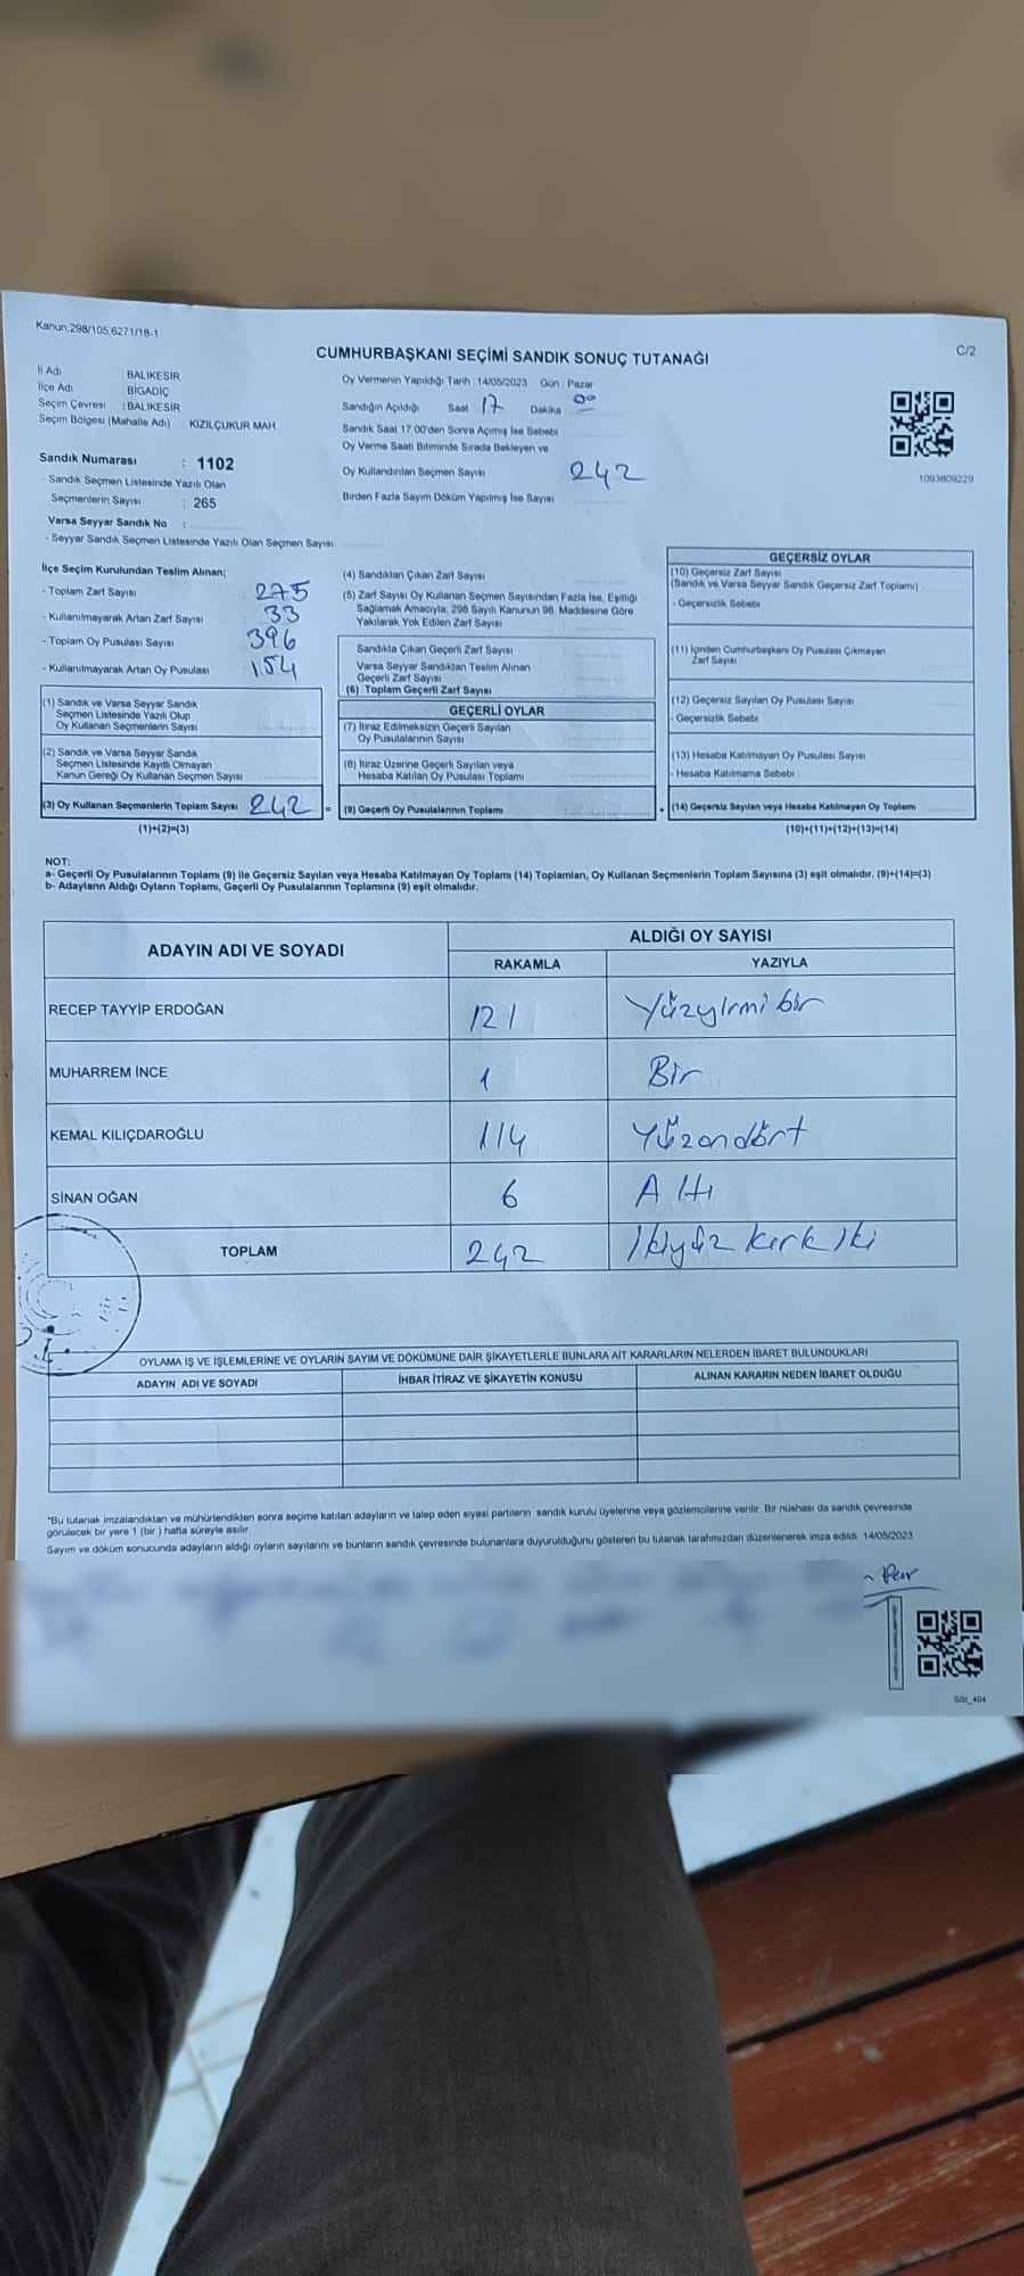 Kanun.298/105,6271/18-1
CUMHURBAŞKANI SEÇİMİ SANDIK SONUÇ TUTANAĞI
C/2
İl Adı BALIKESİR
İlçe Adı BİGADİÇ
Seçim Çevresi : BALIKESİR
Seçim Bölgesi (Mahalle Adı) KIZILÇUKUR MAH.
Sandık Numarası : 1102
- Sandık Seçmen Listesinde Yazılı Olan
Seçmenlerin Sayısı : 265
Varsa Seyyar Sandık No :
- Seyyar Sandık Seçmen Listesinde Yazılı Olan Seçmen Sayısı
Oy Vermenin Yapıldığı Tarih 14/05/2023 Gün Pazar
Sandığın Açıldığı Saat 17 Dakika 00
Sandık Saat 17.00'den Sonra Açımış İse Sebebi
Oy Verme Saati Bitiminde Sırada Bekleyen ve
Oy Kullandırılan Seçmen Sayısı 242
Birden Fazla Sayım Döküm Yapılmış İse Sayısı
1093809229
İlçe Seçim Kurulundan Teslim Alınan;
- Toplam Zarf Sayısı 275
- Kullanılmayarak Artan Zarf Sayısı 33
- Toplam Oy Pusulası Sayısı 396
- Kullanılmayarak Artan Oy Pusulası 154
(1) Sandık ve Varsa Seyyar Sandık
Seçmen Listesinde Yazılı Olup
Oy Kullanan Seçmenlerin Sayısı
(2) Sandık ve Varsa Seyyar Sandık
Seçmen Listesinde Kayıtlı Olmayan
Kanun Gereği Oy Kullanan Seçmen Sayısı
(3) Oy Kullanan Seçmenlerin Toplam Sayısı 242 =
(1)+(2)=(3)
(4) Sandıktan Çıkan Zarf Sayısı
(5) Zarf Sayısı Oy Kullanan Seçmen Sayısından Fazla İse, Eşitliği
Sağlamak Amacıyla, 298 Sayılı Kanunun 98. Maddesine Göre
Yakılarak Yok Edilen Zarf Sayısı
Sandıkta Çıkan Geçerli Zarf Sayısı
Varsa Seyyar Sandıktan Teslim Alınan
Geçerli Zarf Sayısı
(6) Toplam Geçerli Zarf Sayısı
GEÇERLİ OYLAR
(7) İtiraz Edilmeksizin Geçerli Sayılan
Oy Pusulalarının Sayısı
(8) İtiraz Üzerine Geçerli Sayılan veya
Hesaba Katılan Oy Pusulası Toplamı
(9) Geçerli Oy Pusulalarının Toplamı +
GEÇERSİZ OYLAR
(10) Geçersiz Zarf Sayısı
(Sandık ve Varsa Seyyar Sandık Geçersiz Zarf Toplamı)
- Geçersizlik Sebebi
(11) İçinden Cumhurbaşkanı Oy Pusulası Çıkmayan
Zarf Sayısı
(12) Geçersiz Sayılan Oy Pusulası Sayısı
- Geçersizlik Sebebi
(13) Hesaba Katılmayan Oy Pusulası Sayısı
- Hesaba Katılmama Sebebi
(14) Geçersiz Sayılan veya Hesaba Katılmayan Oy Toplamı
(10)+(11)+(12)+(13)=(14)
NOT:
a- Geçerli Oy Pusulalarının Toplamı (9) ile Geçersiz Sayılan veya Hesaba Katılmayan Oy Toplamı (14) Toplamları, Oy Kullanan Seçmenlerin Toplam Sayısına (3) eşit olmalıdır. (9)+(14)=(3)
b- Adayların Aldığı Oyların Toplamı, Geçerli Oy Pusulalarının Toplamına (9) eşit olmalıdır.
ADAYIN ADI VE SOYADI ALDIĞI OY SAYISI
RAKAMLA YAZIYLA
RECEP TAYYİP ERDOĞAN 121 Yüzyirmi bir
MUHARREM İNCE 1 Bir
KEMAL KILIÇDAROĞLU 114 Yüzondört
SİNAN OĞAN 6 Altı
TOPLAM 242 İkiyüz kırk iki
OYLAMA İŞ VE İŞLEMLERİNE VE OYLARIN SAYIM VE DÖKÜMÜNE DAİR ŞİKAYETLERLE BUNLARA AİT KARARLARIN NELERDEN İBARET BULUNDUKLARI
ADAYIN ADI VE SOYADI İHBAR İTİRAZ VE ŞİKAYETİN KONUSU ALINAN KARARIN NEDEN İBARET OLDUĞU
*Bu tutanak imzalandıktan ve mühürlendikten sonra seçime katılan adayların ve talep eden siyasi partilerin sandık kurulu üyelerine veya gözlemcilerine verilir. Bir nüshası da sandık çevresinde
görülecek bir yere 1 (bir) hafta süreyle asılır.
Sayım ve döküm sonucunda adayların aldığı oyların sayılarını ve bunların sandık çevresinde bulunanlara duyurulduğunu gösteren bu tutanak tarafımızdan düzenlenerek imza edildi. 14/05/2023